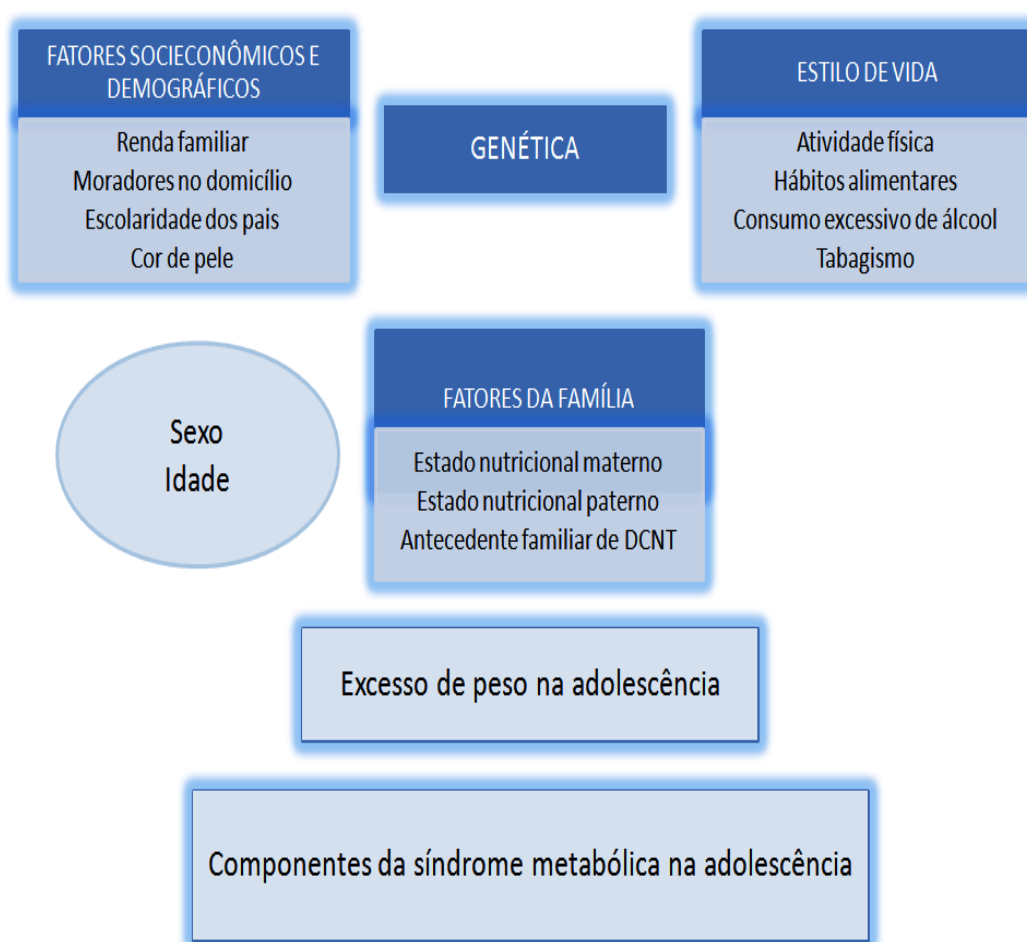 FATORES SOCIECONÔMICOS E
DEMOGRÁFICOS
Renda familiar
Moradores no domicílio
Escolaridade dos pais
Cor de pele
GENÉTICA
ESTILO DE VIDA
Atividade física
Hábitos alimentares
Consumo excessivo de álcool
Tabagismo
Sexo
Idade
FATORES DA FAMÍLIA
Estado nutricional materno
Estado nutricional paterno
Antecedente familiar de DCNT
Excesso de peso na adolescência
Componentes da síndrome metabólica na adolescência